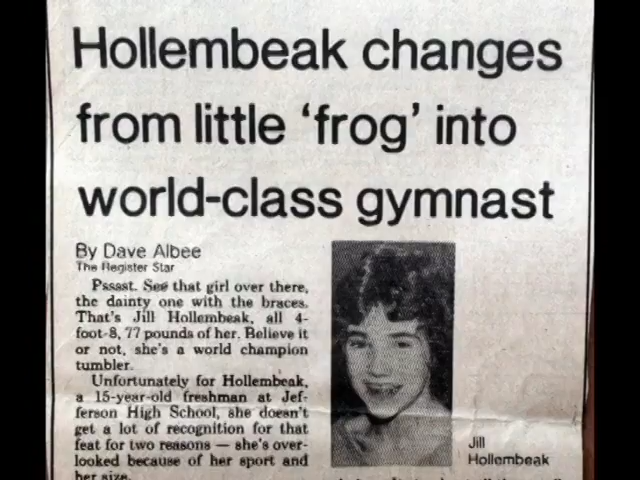 Hollembeak changes
from little 'frog' into
world-class gymnast
By Dave Albee
The Register Star
Psssst. See that girl over there,
the dainty one with the braces.
That's Jill Hollembeak, all 4-
foot-8, 77 pounds of her. Believe it
or not, she's a world champion
tumbler.
Unfortunately for Hollembeak,
a 15-year-old freshman at Jef-
ferson High School, she doesn't
get a lot of recognition for that
feat for two reasons — she's over-
looked because of her sport and
her size.
Jill
Hollembeak